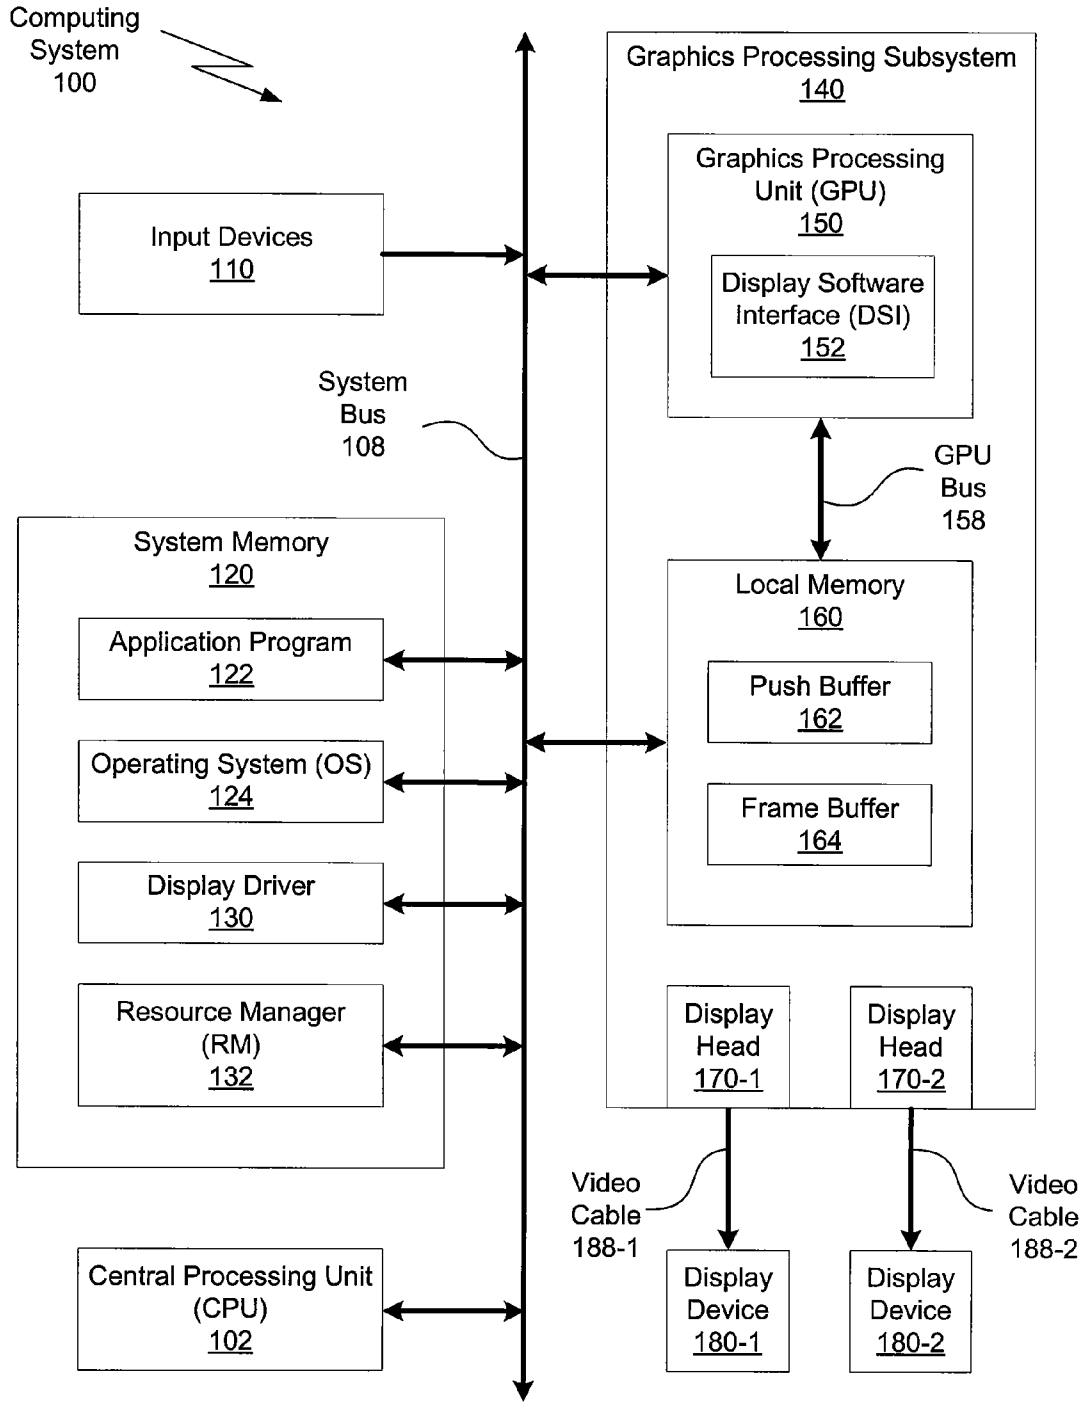 Computing
System
100
Input Devices
110
System
Bus
108
System Memory
120
Application Program
122
Operating System (OS)
124
Display Driver
130
Resource Manager
(RM)
132
Central Processing Unit
(CPU)
102
Graphics Processing Subsystem
140
Graphics Processing
Unit (GPU)
150
Display Software
Interface (DSI)
152
GPU
Bus
158
Local Memory
160
Push Buffer
162
Frame Buffer
164
Display
Head
170-1
Display
Head
170-2
Video
Cable
188-1
Video
Cable
188-2
Display
Device
180-1
Display
Device
180-2